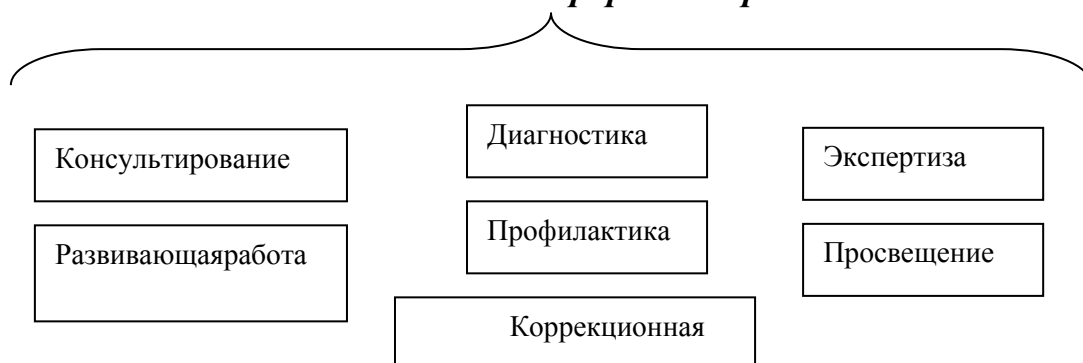 Консультирование
Диагностика
Экспертиза
Развивающаяработа
Профилактика
Просвещение
Коррекционная